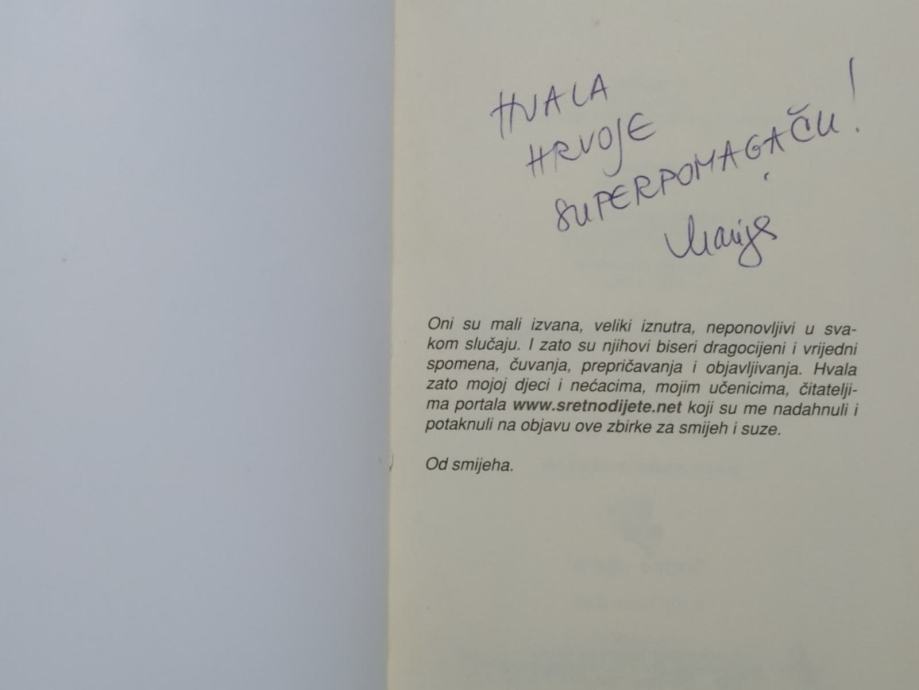 HVALA
HRVOJE
SUPERPOMAGAČU!
Marija
Oni su mali izvana, veliki iznutra, neponovljivi u sva-
kom slučaju. I zato su njihovi biseri dragocijeni i vrijedni
spomena, čuvanja, prepričavanja i objavljivanja. Hvala
zato mojoj djeci i nećacima, mojim učenicima, čitatelji-
ma portala www.sretnodijete.net koji su me nadahnuli i
potaknuli na objavu ove zbirke za smijeh i suze.
Od smijeha.